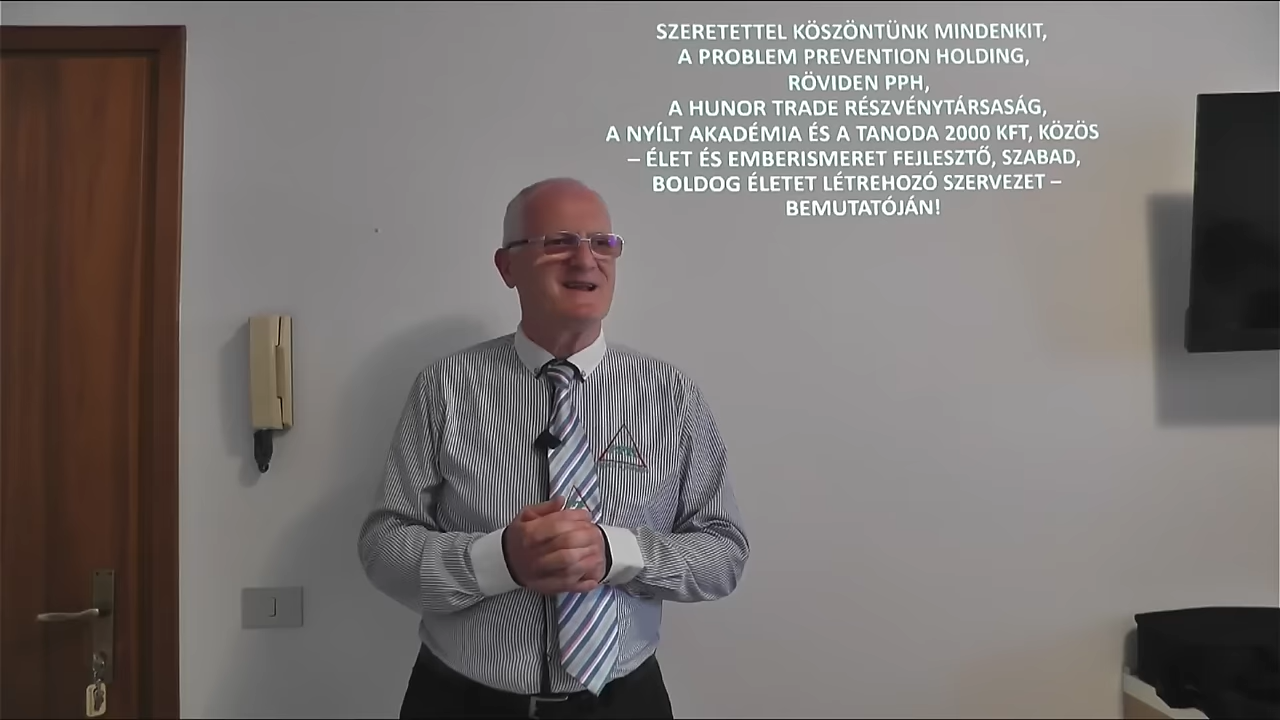 SZERETETTEL KÖSZÖNTÜNK MINDENKIT,
A PROBLEM PREVENTION HOLDING,
RÖVIDEN PPH,
A HUNOR TRADE RÉSZVÉNYTÁRSASÁG,
A NYÍLT AKADÉMIA ÉS A TANODA 2000 KFT, KÖZÖS
– ÉLET ÉS EMBERISMERET FEJLESZTŐ, SZABAD,
BOLDOG ÉLETET LÉTREHOZÓ SZERVEZET –
BEMUTATÓJÁN!